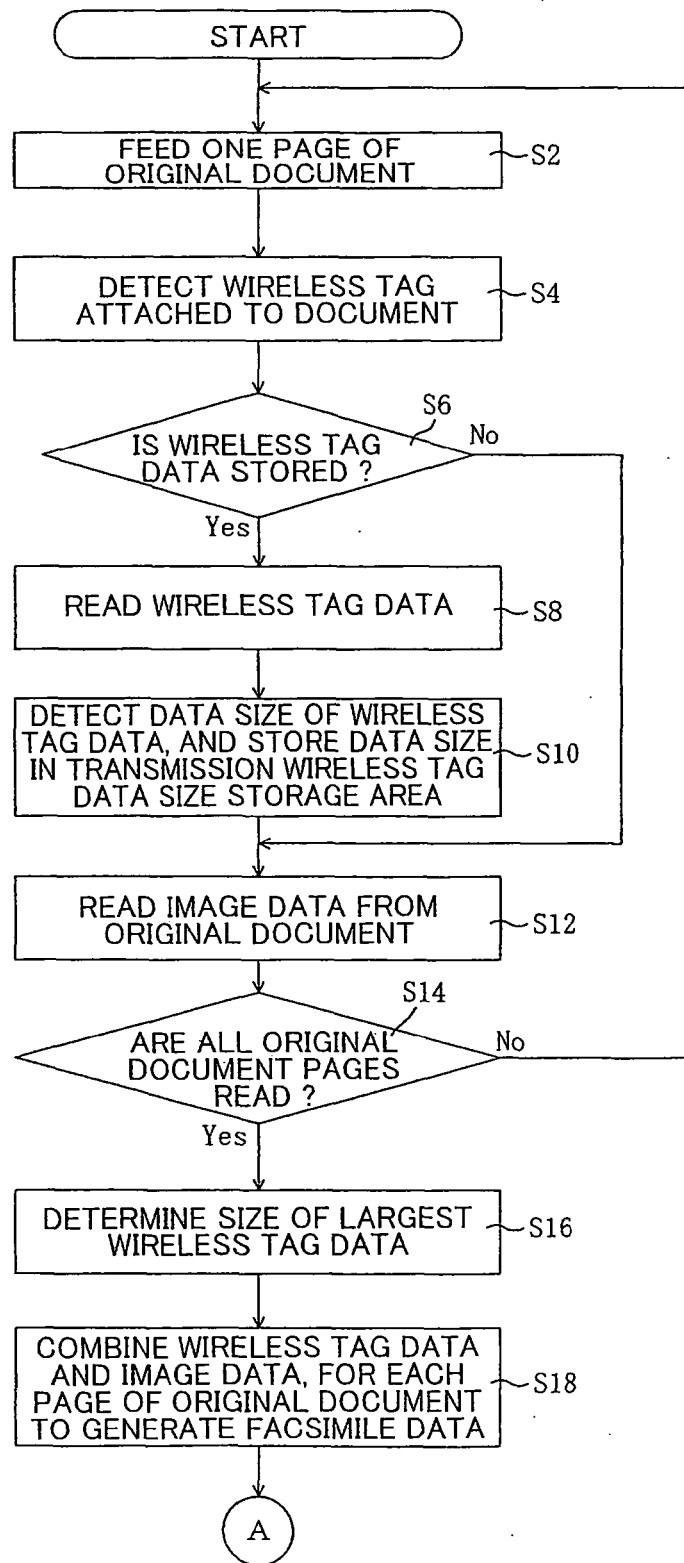 START
FEED ONE PAGE OF
ORIGINAL DOCUMENT
S2
DETECT WIRELESS TAG
ATTACHED TO DOCUMENT
S4
S6
IS WIRELESS TAG
DATA STORED ?
No
Yes
READ WIRELESS TAG DATA
S8
DETECT DATA SIZE OF WIRELESS
TAG DATA, AND STORE DATA SIZE
IN TRANSMISSION WIRELESS TAG
DATA SIZE STORAGE AREA
S10
READ IMAGE DATA FROM
ORIGINAL DOCUMENT
S12
S14
ARE ALL ORIGINAL
DOCUMENT PAGES
READ ?
No
Yes
DETERMINE SIZE OF LARGEST
WIRELESS TAG DATA
S16
COMBINE WIRELESS TAG DATA
AND IMAGE DATA, FOR EACH
PAGE OF ORIGINAL DOCUMENT
TO GENERATE FACSIMILE DATA
S18
A